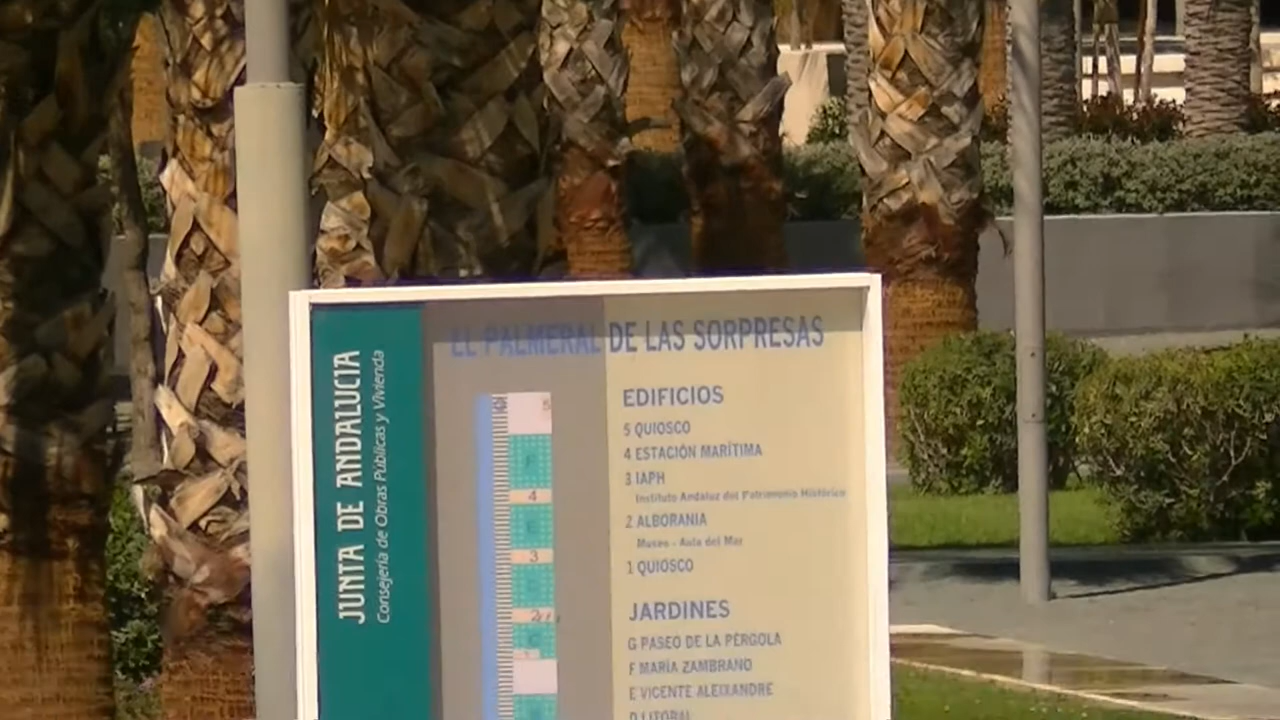 JUNTA DE ANDALUCIA
Consejería de Obras Públicas y Vivienda
EL PALMERAL DE LAS SORPRESAS
5
F
4
E
3
2
C
EDIFICIOS
5 QUIOSCO
4 ESTACIÓN MARÍTIMA
3 IAPH
Instituto Andaluz del Patrimonio Histórico
2 ALBORANIA
Museo - Aula del Mar
1 QUIOSCO
JARDINES
G PASEO DE LA PÉRGOLA
F MARÍA ZAMBRANO
E VICENTE ALEIXANDRE
D LITORAL